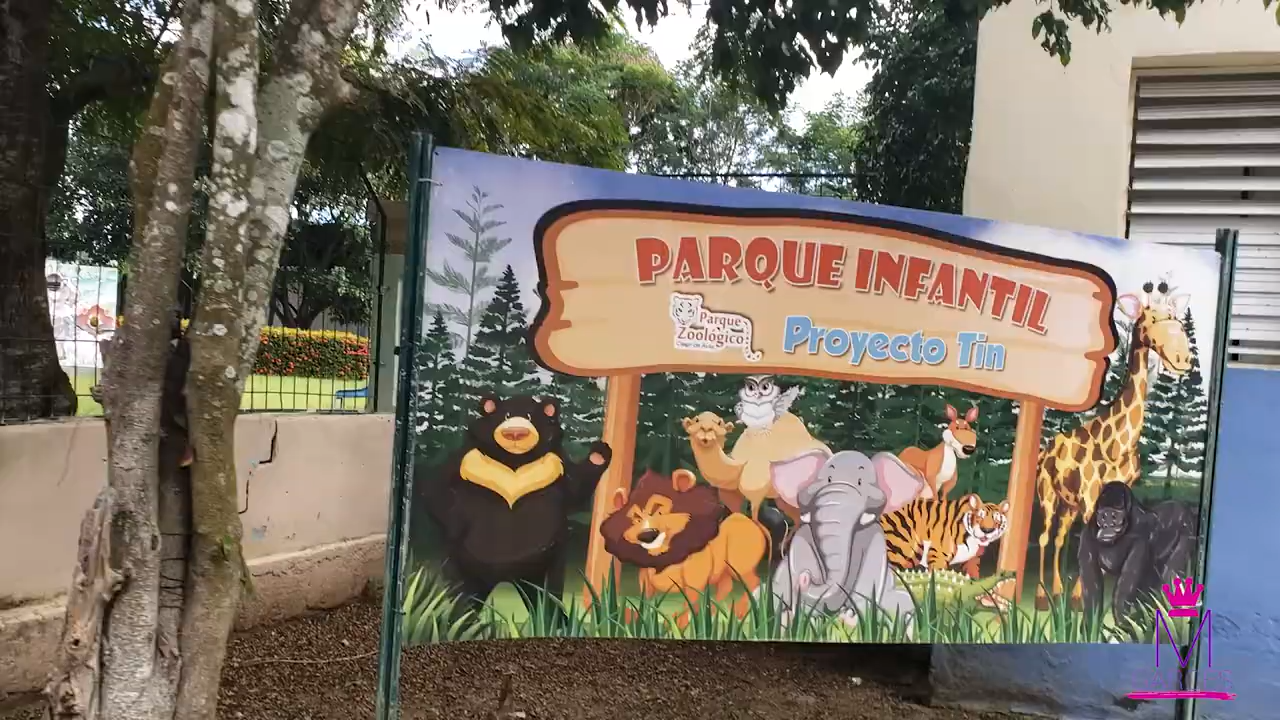 PARQUE INFANTIL
Parque
Zoológico
Proyecto Tin
M